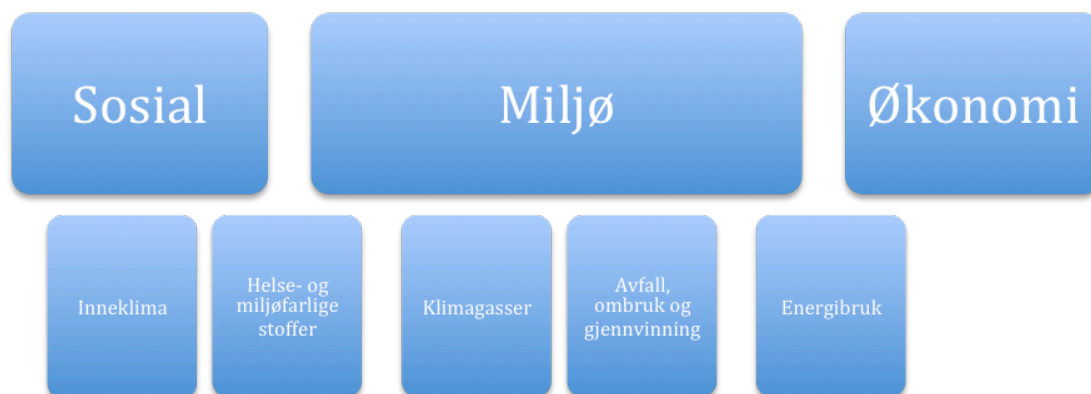 Sosial
Miljø
Økonomi
Inneklima
Helse- og
miljøfarlige
stoffer
Klimagasser
Avfall,
ombruk og
gjennvinning
Energibruk